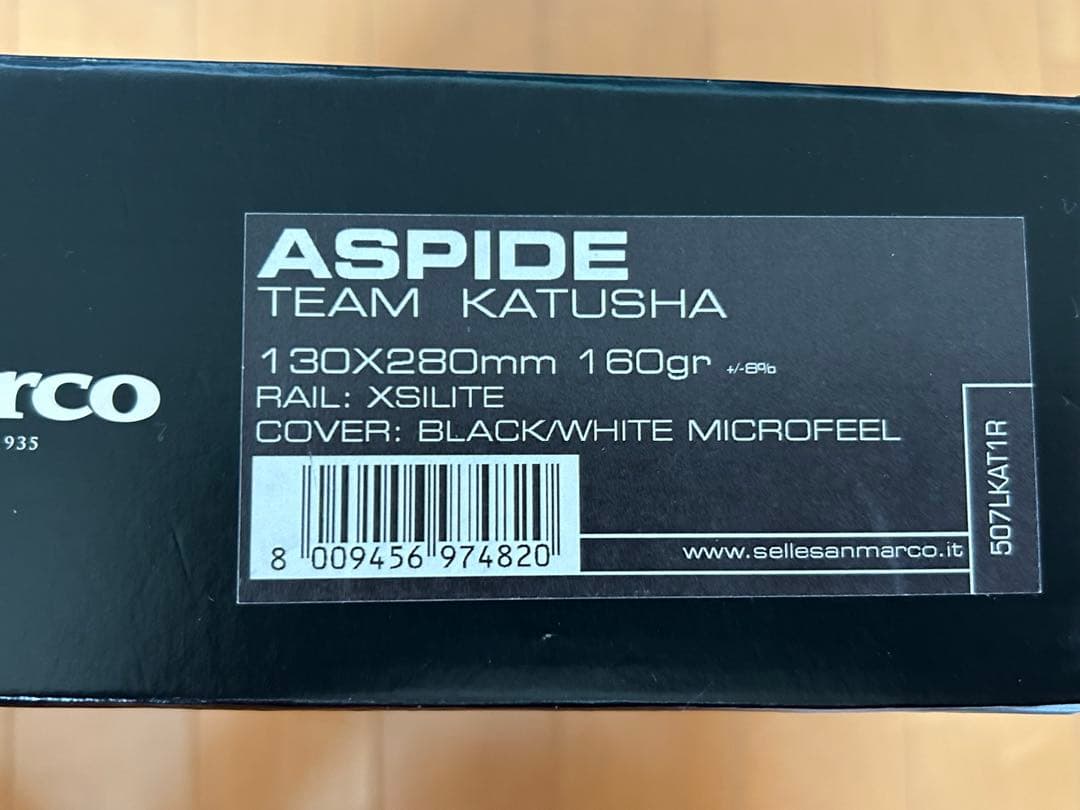 ASPIDE
TEAM KATUSHA
130X280mm 160gr +/-8%
RAIL: XSILITE
COVER: BLACK/WHITE MICROFEEL
rco
935
8 009456 974820
www.sellesanmarco.it
507LKAT1R